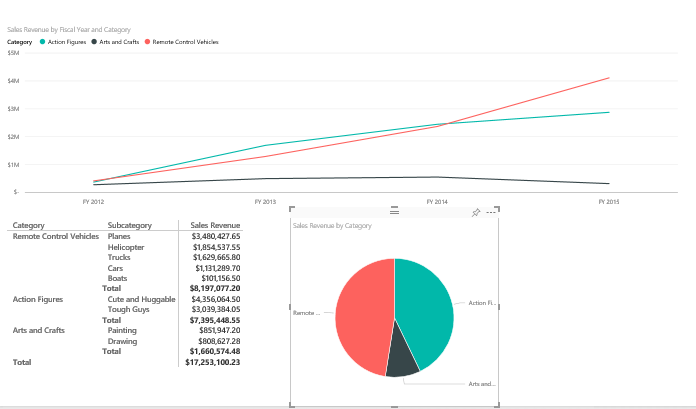 Sales Revenue by Fiscal Year and Category
Category Action Figures Arts and Crafts Remote Control Vehicles
$5M
$4M
$3M
$2M
$1M
$-
FY 2012 FY 2013 FY 2014 FY 2015
Category Subcategory Sales Revenue
Remote Control Vehicles Planes $3,480,427.65
Helicopter $1,854,537.55
Trucks $1,629,665.80
Cars $1,131,289.70
Boats $101,156.50
Total $8,197,077.20
Action Figures Cute and Huggable $4,356,064.50
Tough Guys $3,039,384.05
Total $7,395,448.55
Arts and Crafts Painting $851,947.20
Drawing $808,627.28
Total $1,660,574.48
Total $17,253,100.23
Sales Revenue by Category
Action Fi...
Remote ...
Arts and...